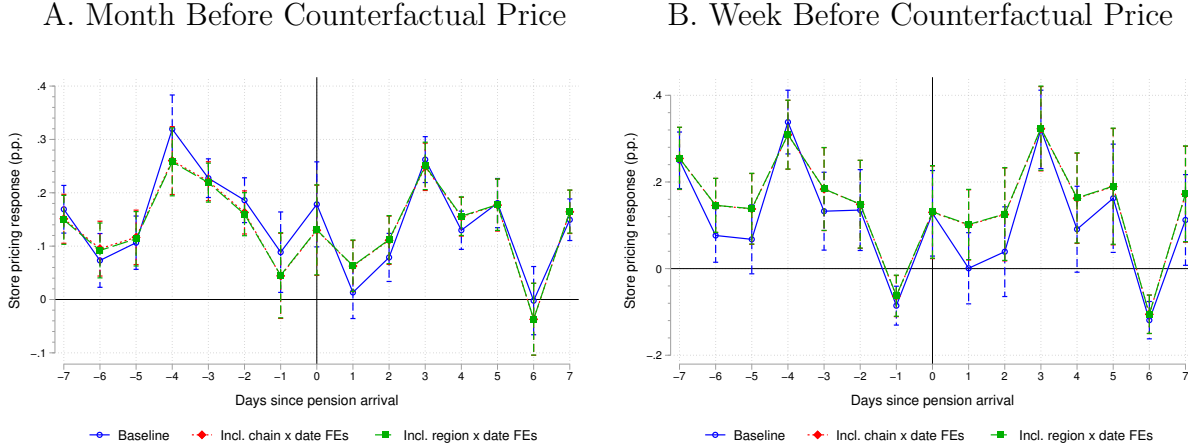 A. Month Before Counterfactual Price
Store pricing response (p.p.)
.4
.3
.2
.1
0
-.1
-7 -6 -5 -4 -3 -2 -1 0 1 2 3 4 5 6 7
Days since pension arrival
Baseline Incl. chain x date FEs Incl. region x date FEs
B. Week Before Counterfactual Price
Store pricing response (p.p.)
.4
.2
0
-.2
-7 -6 -5 -4 -3 -2 -1 0 1 2 3 4 5 6 7
Days since pension arrival
Baseline Incl. chain x date FEs Incl. region x date FEs